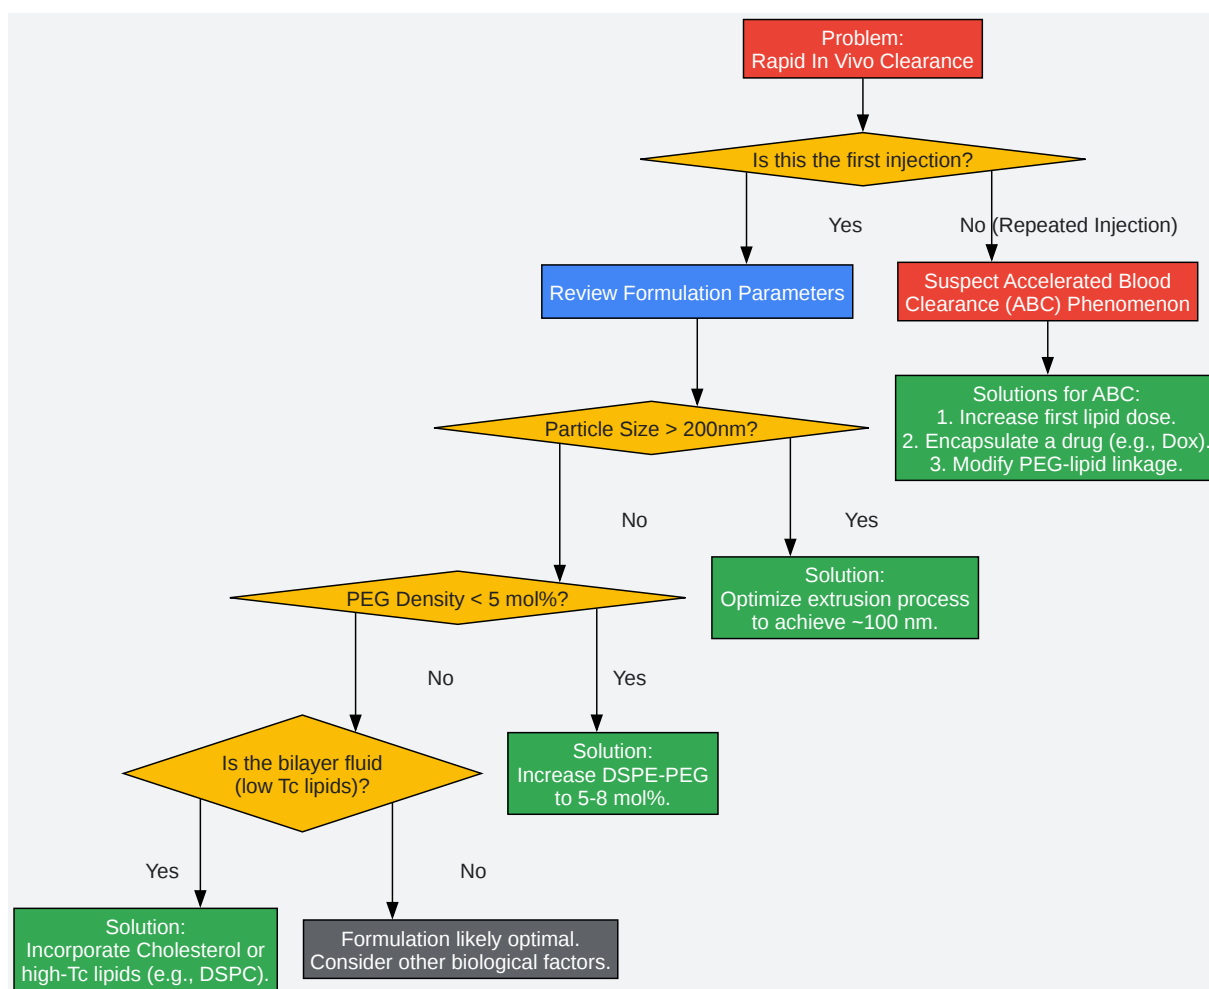 Problem:
Rapid In Vivo Clearance
Is this the first injection?
Yes
No (Repeated Injection)
Review Formulation Parameters
Suspect Accelerated Blood
Clearance (ABC) Phenomenon
Solutions for ABC:
1. Increase first lipid dose.
2. Encapsulate a drug (e.g., Dox).
3. Modify PEG-lipid linkage.
Particle Size > 200nm?
No
Yes
Solution:
Optimize extrusion process
to achieve ~100 nm.
PEG Density < 5 mol%?
No
Yes
Solution:
Increase DSPE-PEG
to 5-8 mol%.
Is the bilayer fluid
(low Tc lipids)?
Yes
No
Solution:
Incorporate Cholesterol or
high-Tc lipids (e.g., DSPC).
Formulation likely optimal.
Consider other biological factors.